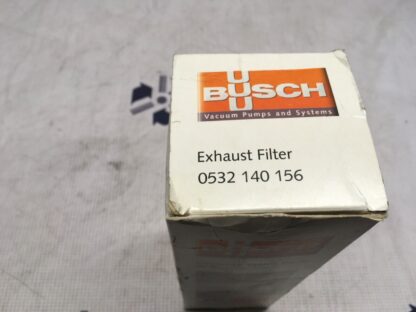 BUSCH
Vacuum Pumps and Systems
Exhaust Filter
0532 140 156